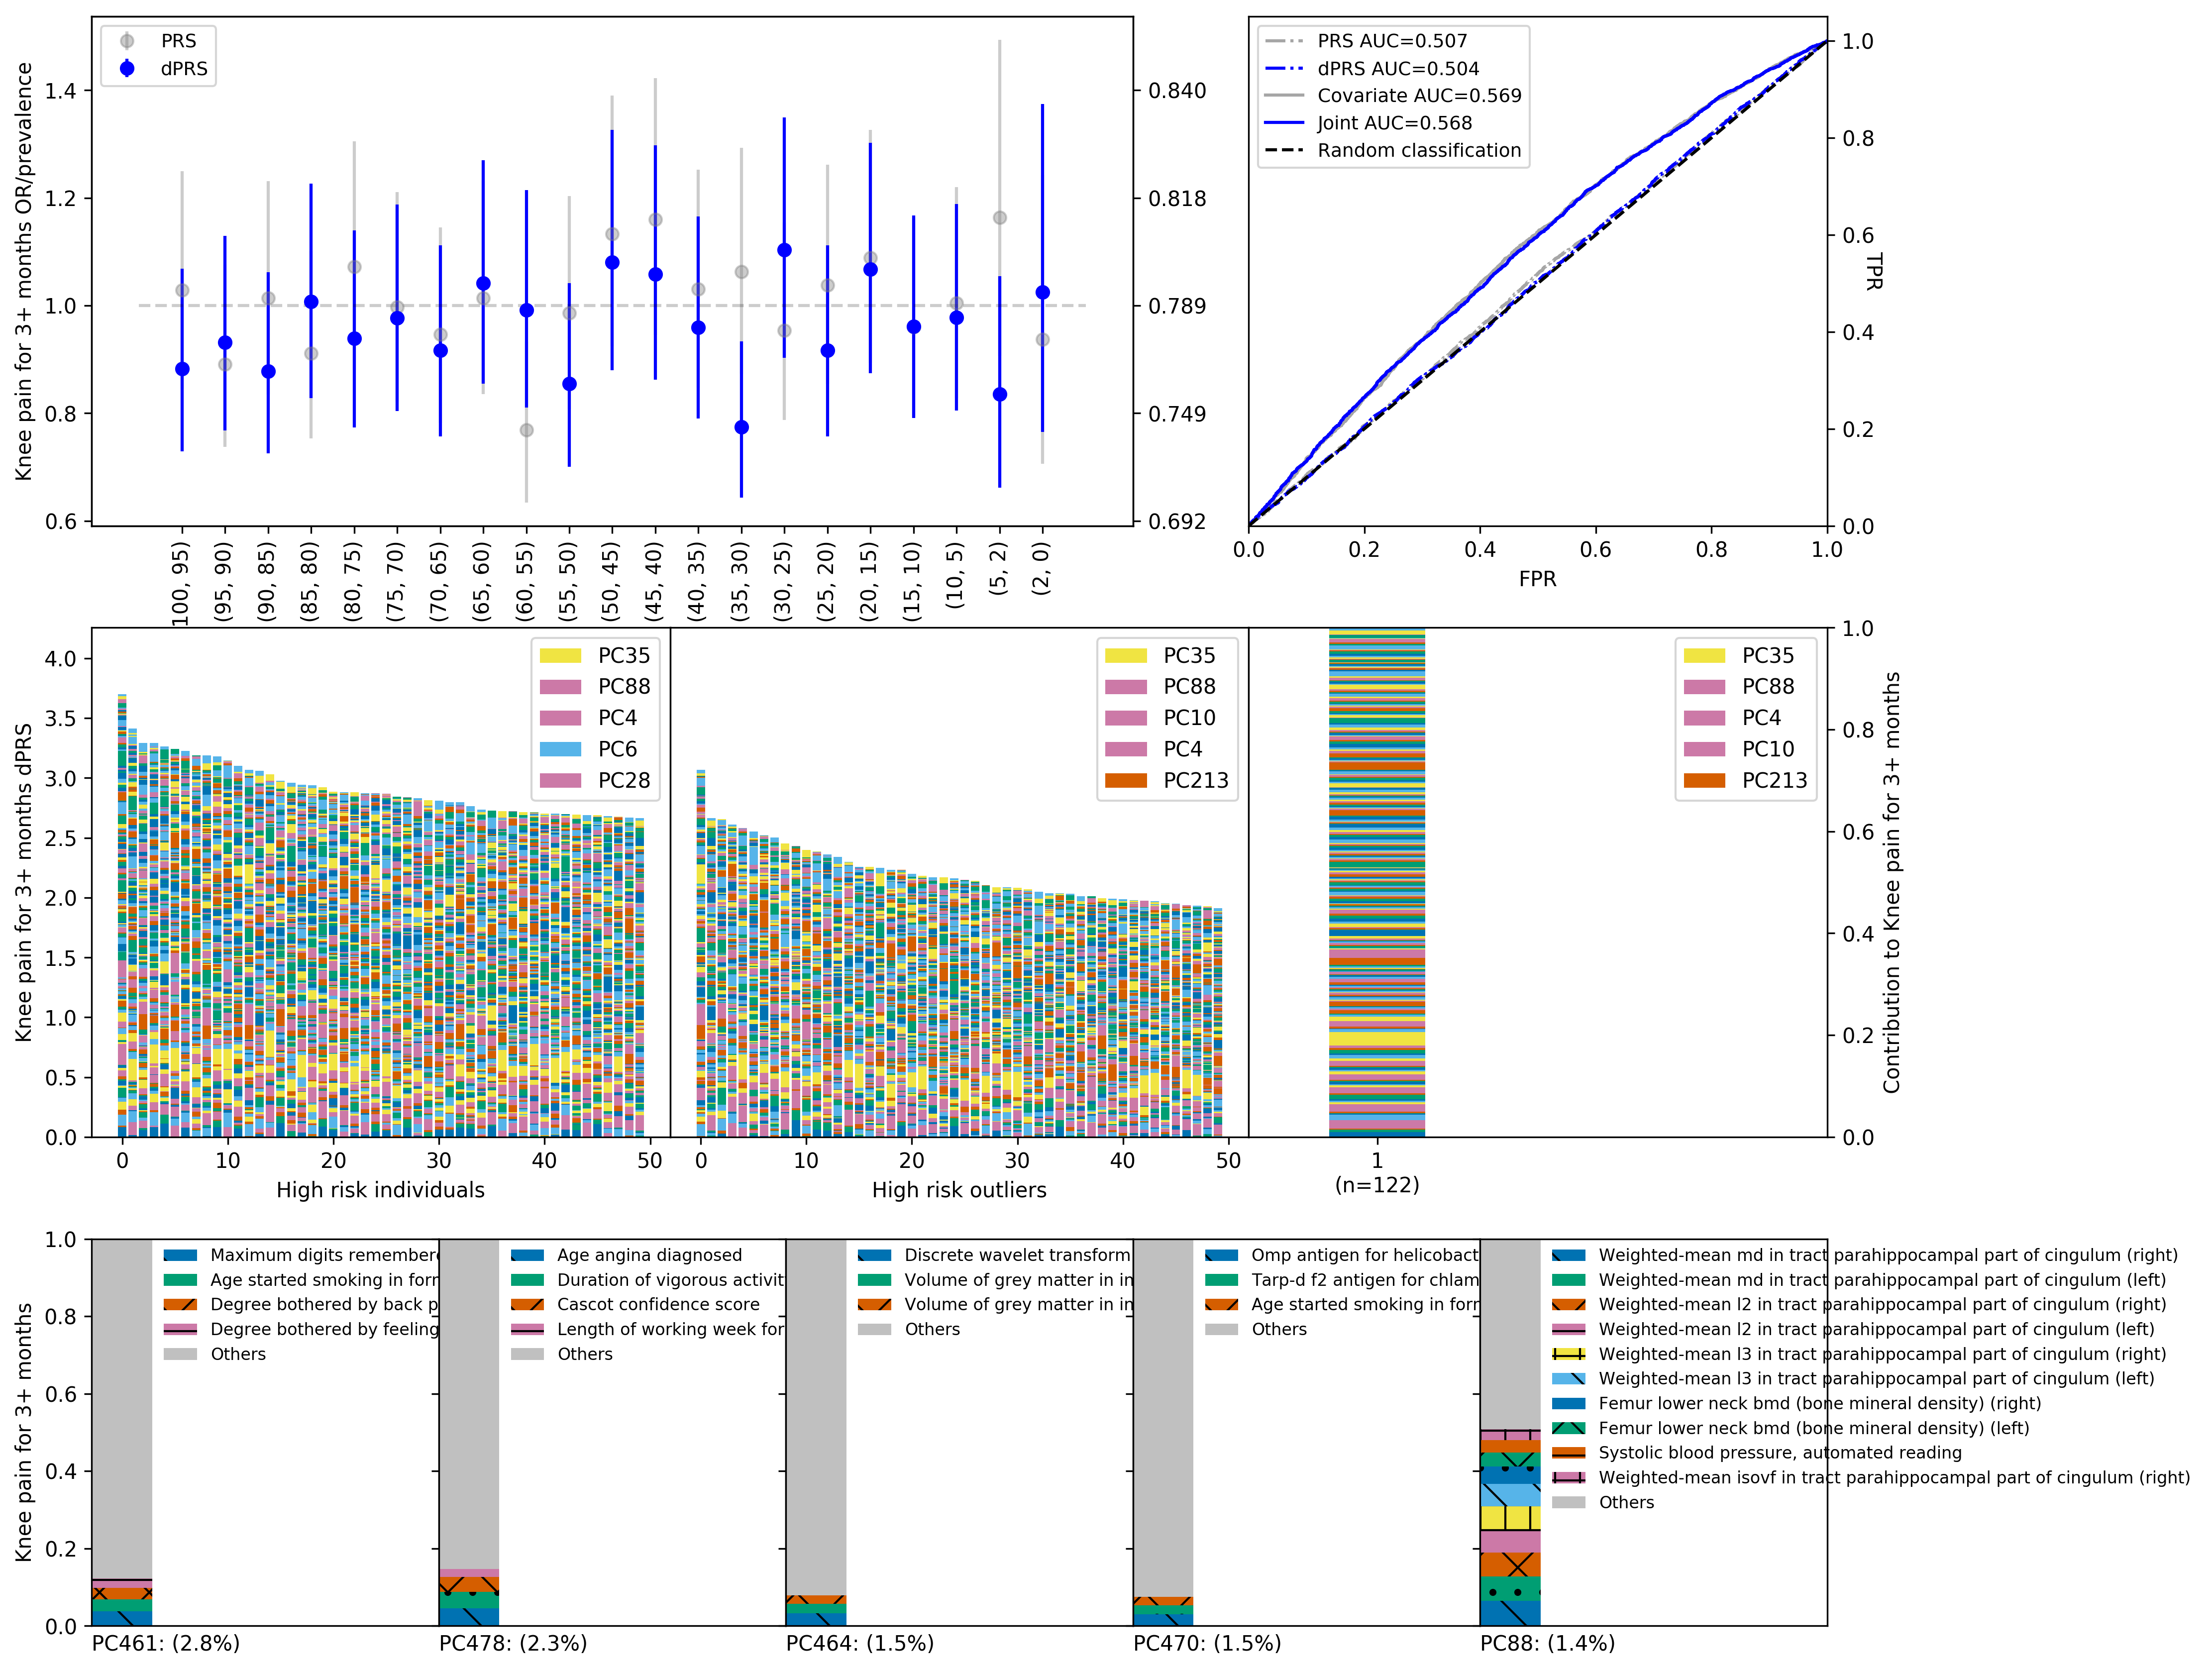 PRS
dPRS
Knee pain for 3+ months OR/prevalence
1.4
1.2
1.0
0.8
0.6
0.840
0.818
0.789
0.749
0.692
100, 95)
(95, 90)
(90, 85)
(85, 80)
(80, 75)
(75, 70)
(70, 65)
(65, 60)
(60, 55)
(55, 50)
(50, 45)
(45, 40)
(40, 35)
(35, 30)
(30, 25)
(25, 20)
(20, 15)
(15, 10)
(10, 5)
(5, 2)
(2, 0)
PRS AUC=0.507
dPRS AUC=0.504
Covariate AUC=0.569
Joint AUC=0.568
Random classification
1.0
0.8
0.6
0.4
0.2
0.0
TPR
0.0 0.2 0.4 0.6 0.8 1.0
FPR
Knee pain for 3+ months dPRS
4.0
3.5
3.0
2.5
2.0
1.5
1.0
0.5
0.0
PC35
PC88
PC4
PC6
PC28
0 10 20 30 40 50
High risk individuals
PC35
PC88
PC10
PC4
PC213
0 10 20 30 40 50
High risk outliers
PC35
PC88
PC4
PC10
PC213
1
(n=122)
1.0
0.8
0.6
0.4
0.2
0.0
Contribution to Knee pain for 3+ months
Knee pain for 3+ months
1.0
0.8
0.6
0.4
0.2
0.0
Maximum digits remembere
Age started smoking in forr
Degree bothered by back p
Degree bothered by feeling
Others
PC461: (2.8%)
Age angina diagnosed
Duration of vigorous activit
Cascot confidence score
Length of working week for
Others
PC478: (2.3%)
Discrete wavelet transform
Volume of grey matter in in
Volume of grey matter in in
Others
PC464: (1.5%)
Omp antigen for helicobact
Tarp-d f2 antigen for chlam
Age started smoking in forr
Others
PC470: (1.5%)
Weighted-mean md in tract parahippocampal part of cingulum (right)
Weighted-mean md in tract parahippocampal part of cingulum (left)
Weighted-mean l2 in tract parahippocampal part of cingulum (right)
Weighted-mean l2 in tract parahippocampal part of cingulum (left)
Weighted-mean l3 in tract parahippocampal part of cingulum (right)
Weighted-mean l3 in tract parahippocampal part of cingulum (left)
Femur lower neck bmd (bone mineral density) (right)
Femur lower neck bmd (bone mineral density) (left)
Systolic blood pressure, automated reading
Weighted-mean isovf in tract parahippocampal part of cingulum (right)
Others
PC88: (1.4%)